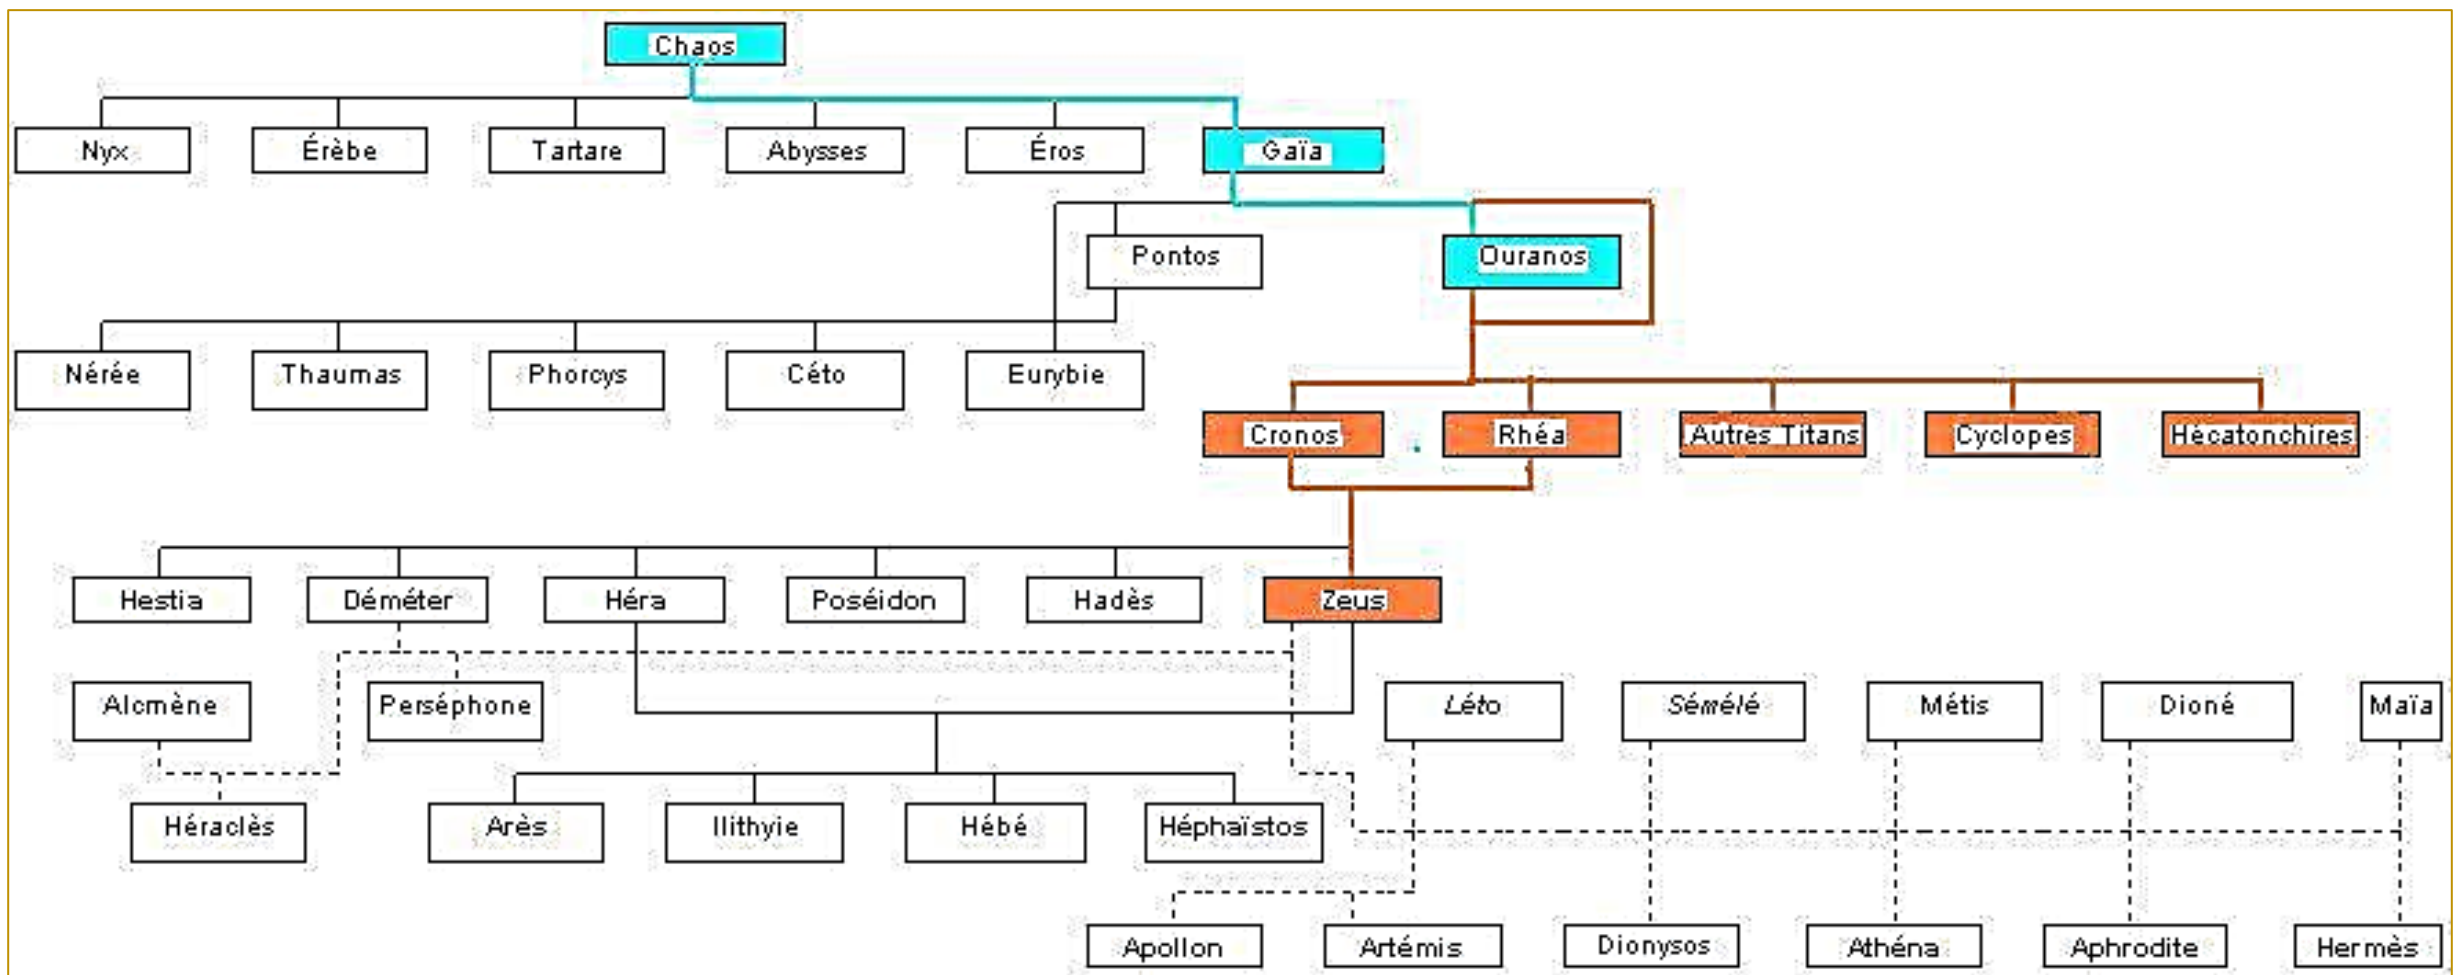 Chaos
Nyx
Érèbe
Tartare
Abysses
Éros
Gaïa
Pontos
Ouranos
Nérée
Thaumas
Phorcys
Céto
Eurybie
Cronos
Rhéa
Autres Titans
Cyclopes
Hécatonchires
Hestia
Déméter
Héra
Poséidon
Hadès
Zeus
Alcmène
Perséphone
Léto
Sémélé
Métis
Dioné
Maïa
Héraclès
Arès
Ilithyie
Hébé
Héphaïstos
Apollon
Artémis
Dionysos
Athéna
Aphrodite
Hermès